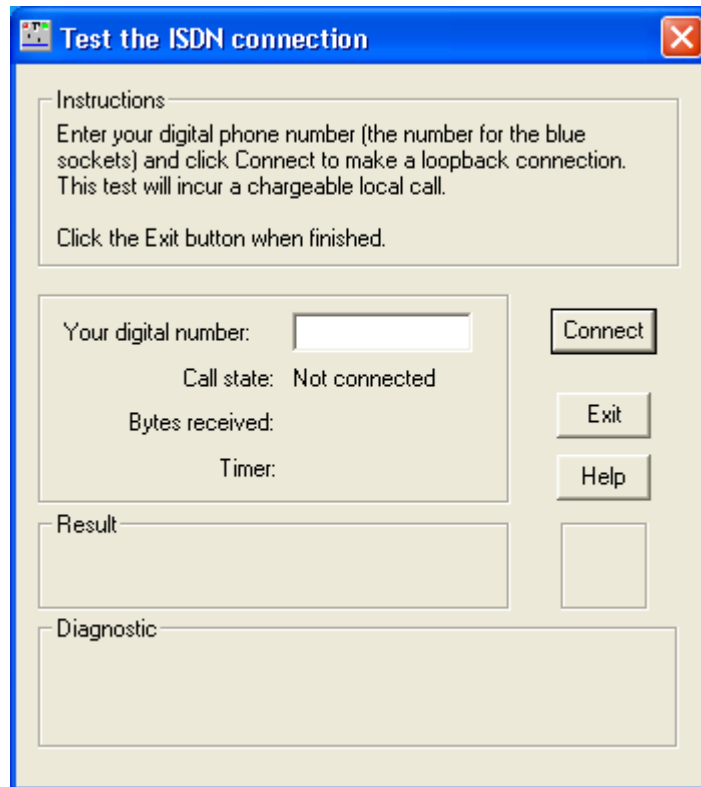 Test the ISDN connection
Instructions
Enter your digital phone number (the number for the blue
sockets) and click Connect to make a loopback connection.
This test will incur a chargeable local call.
Click the Exit button when finished.
Your digital number:
Connect
Call state: Not connected
Bytes received:
Exit
Timer:
Help
Result
Diagnostic